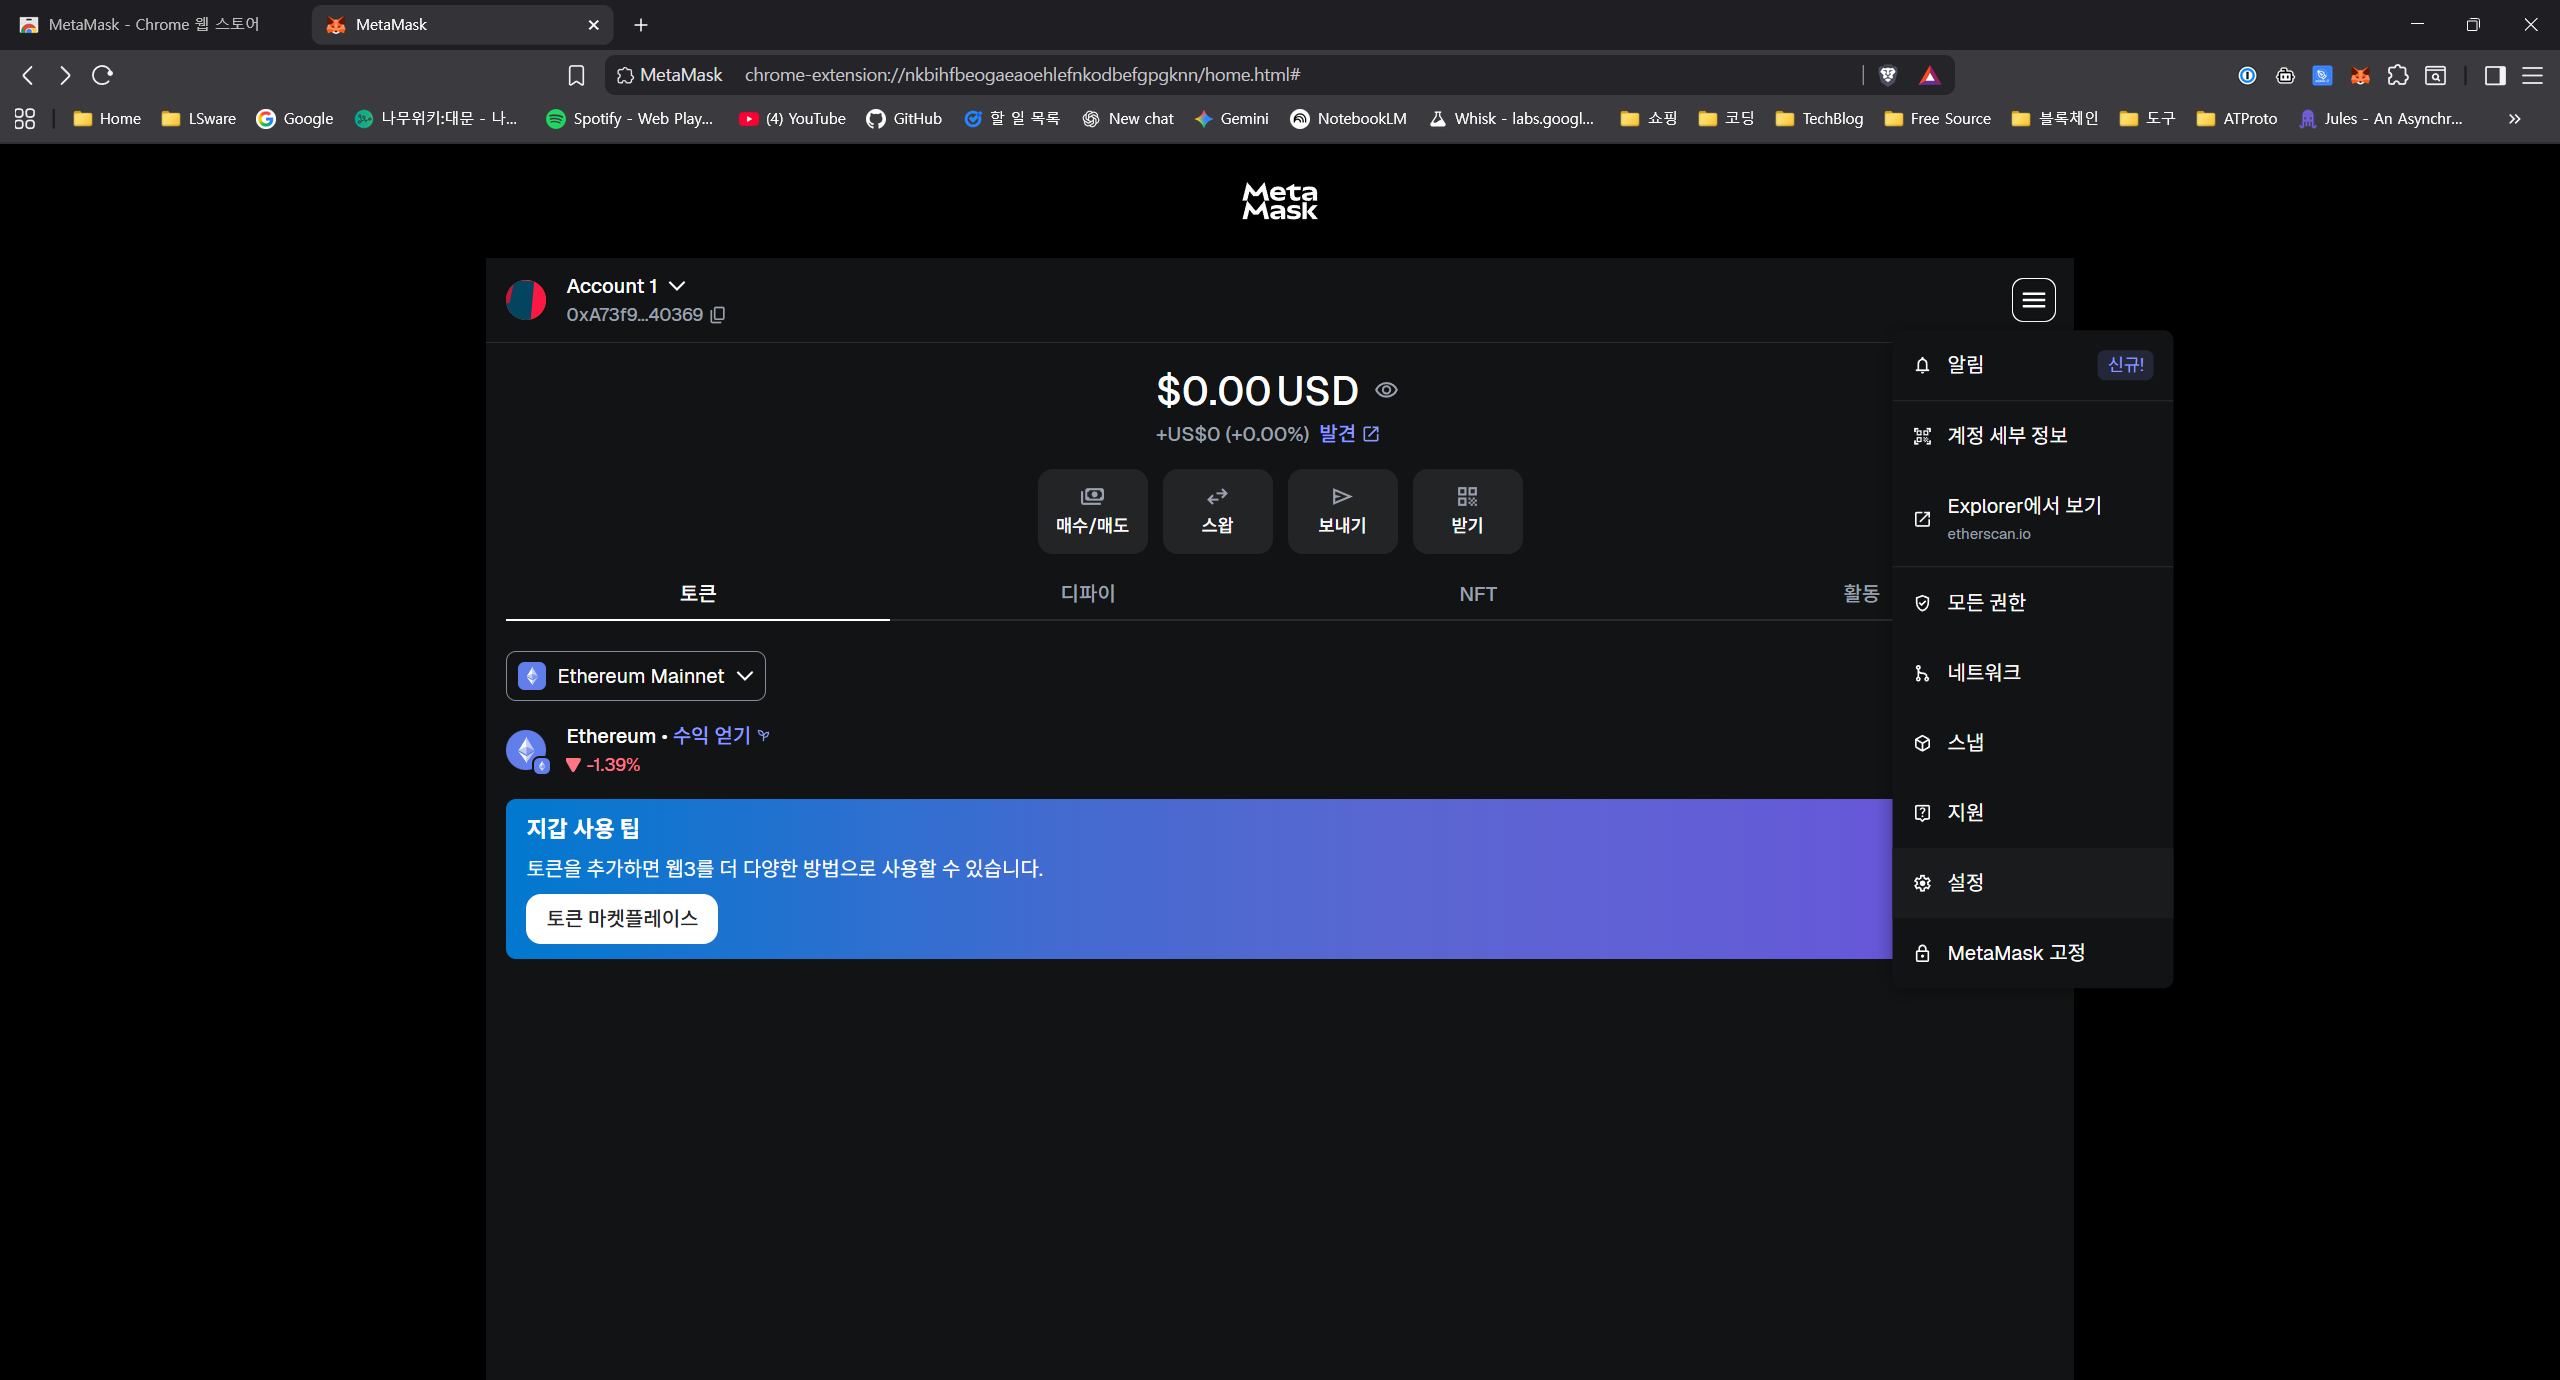 MetaMask - Chrome 웹 스토어
MetaMask
MetaMask chrome-extension://nkbihfbeogaeaoehlefnkodbefgpgknn/home.html#
Home
LSware
Google
나무위키:대문 - 나...
Spotify - Web Play...
(4) YouTube
GitHub
할 일 목록
New chat
Gemini
NotebookLM
Whisk - labs.googl...
쇼핑
코딩
TechBlog
Free Source
블록체인
도구
ATProto
Jules - An Asynchr...
Meta
Mask
Account 1
0xA73f9...40369
$0.00 USD
+US$0 (+0.00%) 발견
매수/매도
스왑
보내기
받기
토큰
디파이
NFT
활동
Ethereum Mainnet
Ethereum • 수익 얻기
-1.39%
지갑 사용 팁
토큰을 추가하면 웹3를 더 다양한 방법으로 사용할 수 있습니다.
토큰 마켓플레이스
알림 신규!
계정 세부 정보
Explorer에서 보기
etherscan.io
모든 권한
네트워크
스냅
지원
설정
MetaMask 고정